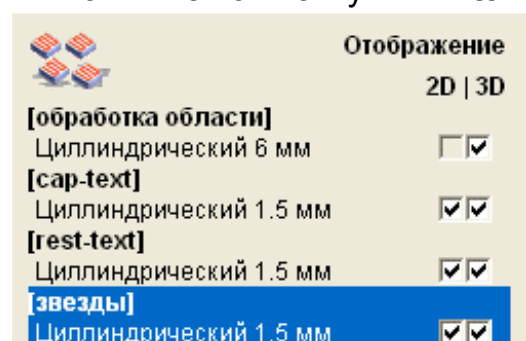 Отображение
2D | 3D
[обработка области]
Циллиндрический 6 мм
[cap-text]
Циллиндрический 1.5 мм
[rest-text]
Циллиндрический 1.5 мм
[звезды]
Циллиндрический 1.5 мм